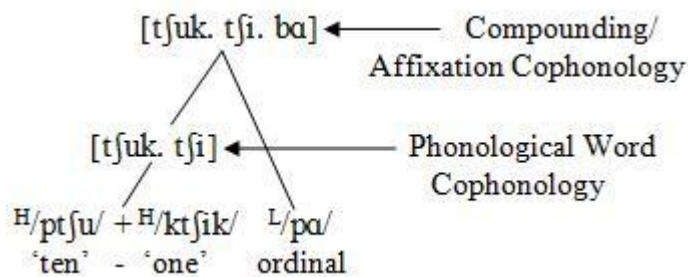 [tʃuk. tʃi. bɑ] Compounding/
Affixation Cophonology
[tʃuk. tʃi] Phonological Word
Cophonology
ᴴ/ptʃu/ + ᴴ/ktʃik/ ᴸ/pɑ/
‘ten’ - ‘one’ ordinal